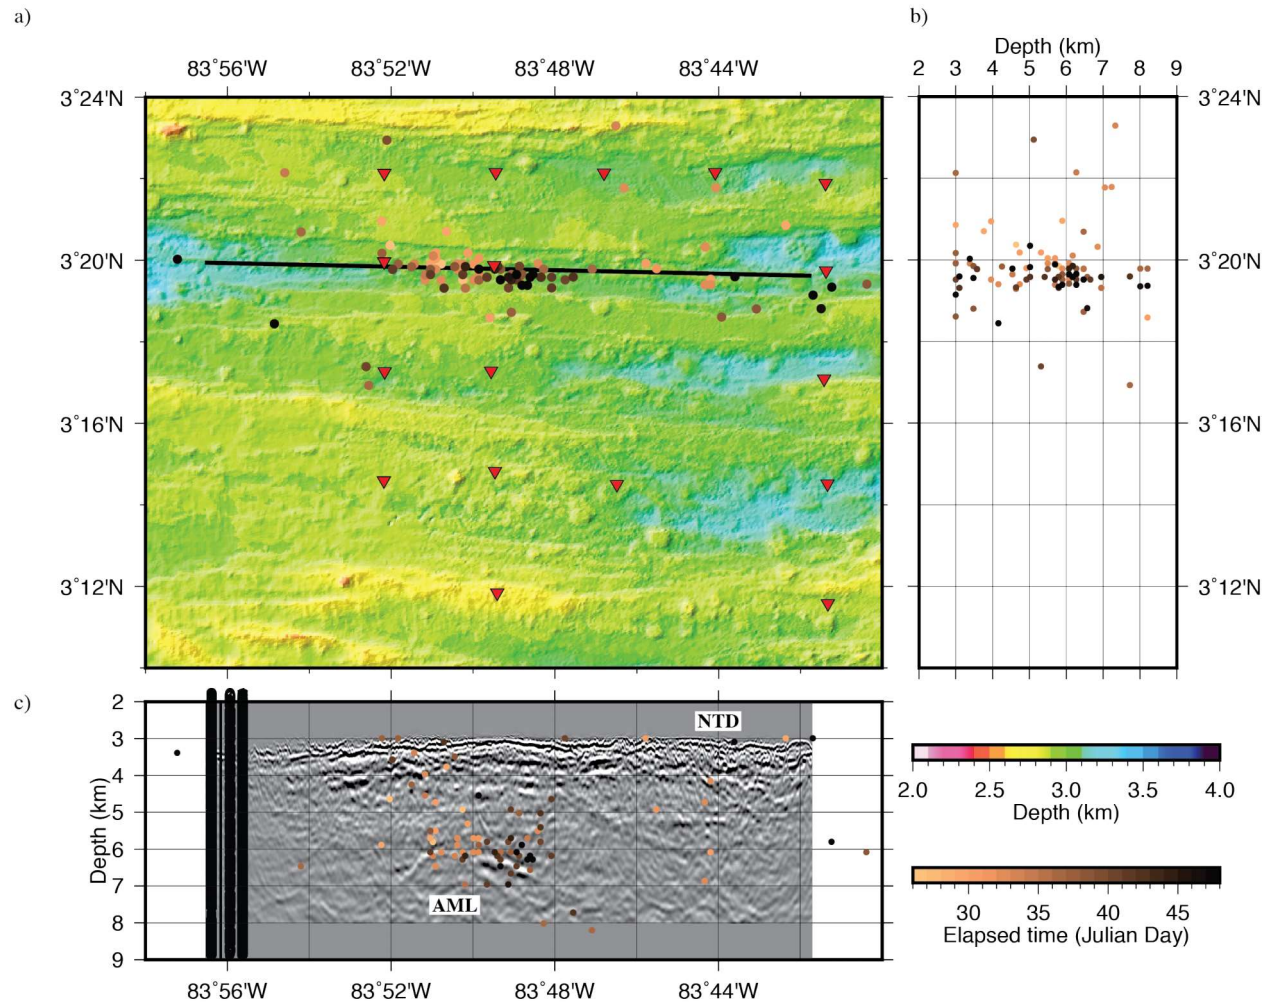 a)
b)
83°56'W 83°52'W 83°48'W 83°44'W
Depth (km)
2 3 4 5 6 7 8 9
3°24'N
3°20'N
3°16'N
3°12'N
3°24'N
3°20'N
3°16'N
3°12'N
c)
2
3
4
5
6
7
8
9
Depth (km)
NTD
AML
83°56'W 83°52'W 83°48'W 83°44'W
2.0 2.5 3.0 3.5 4.0
Depth (km)
30 35 40 45
Elapsed time (Julian Day)